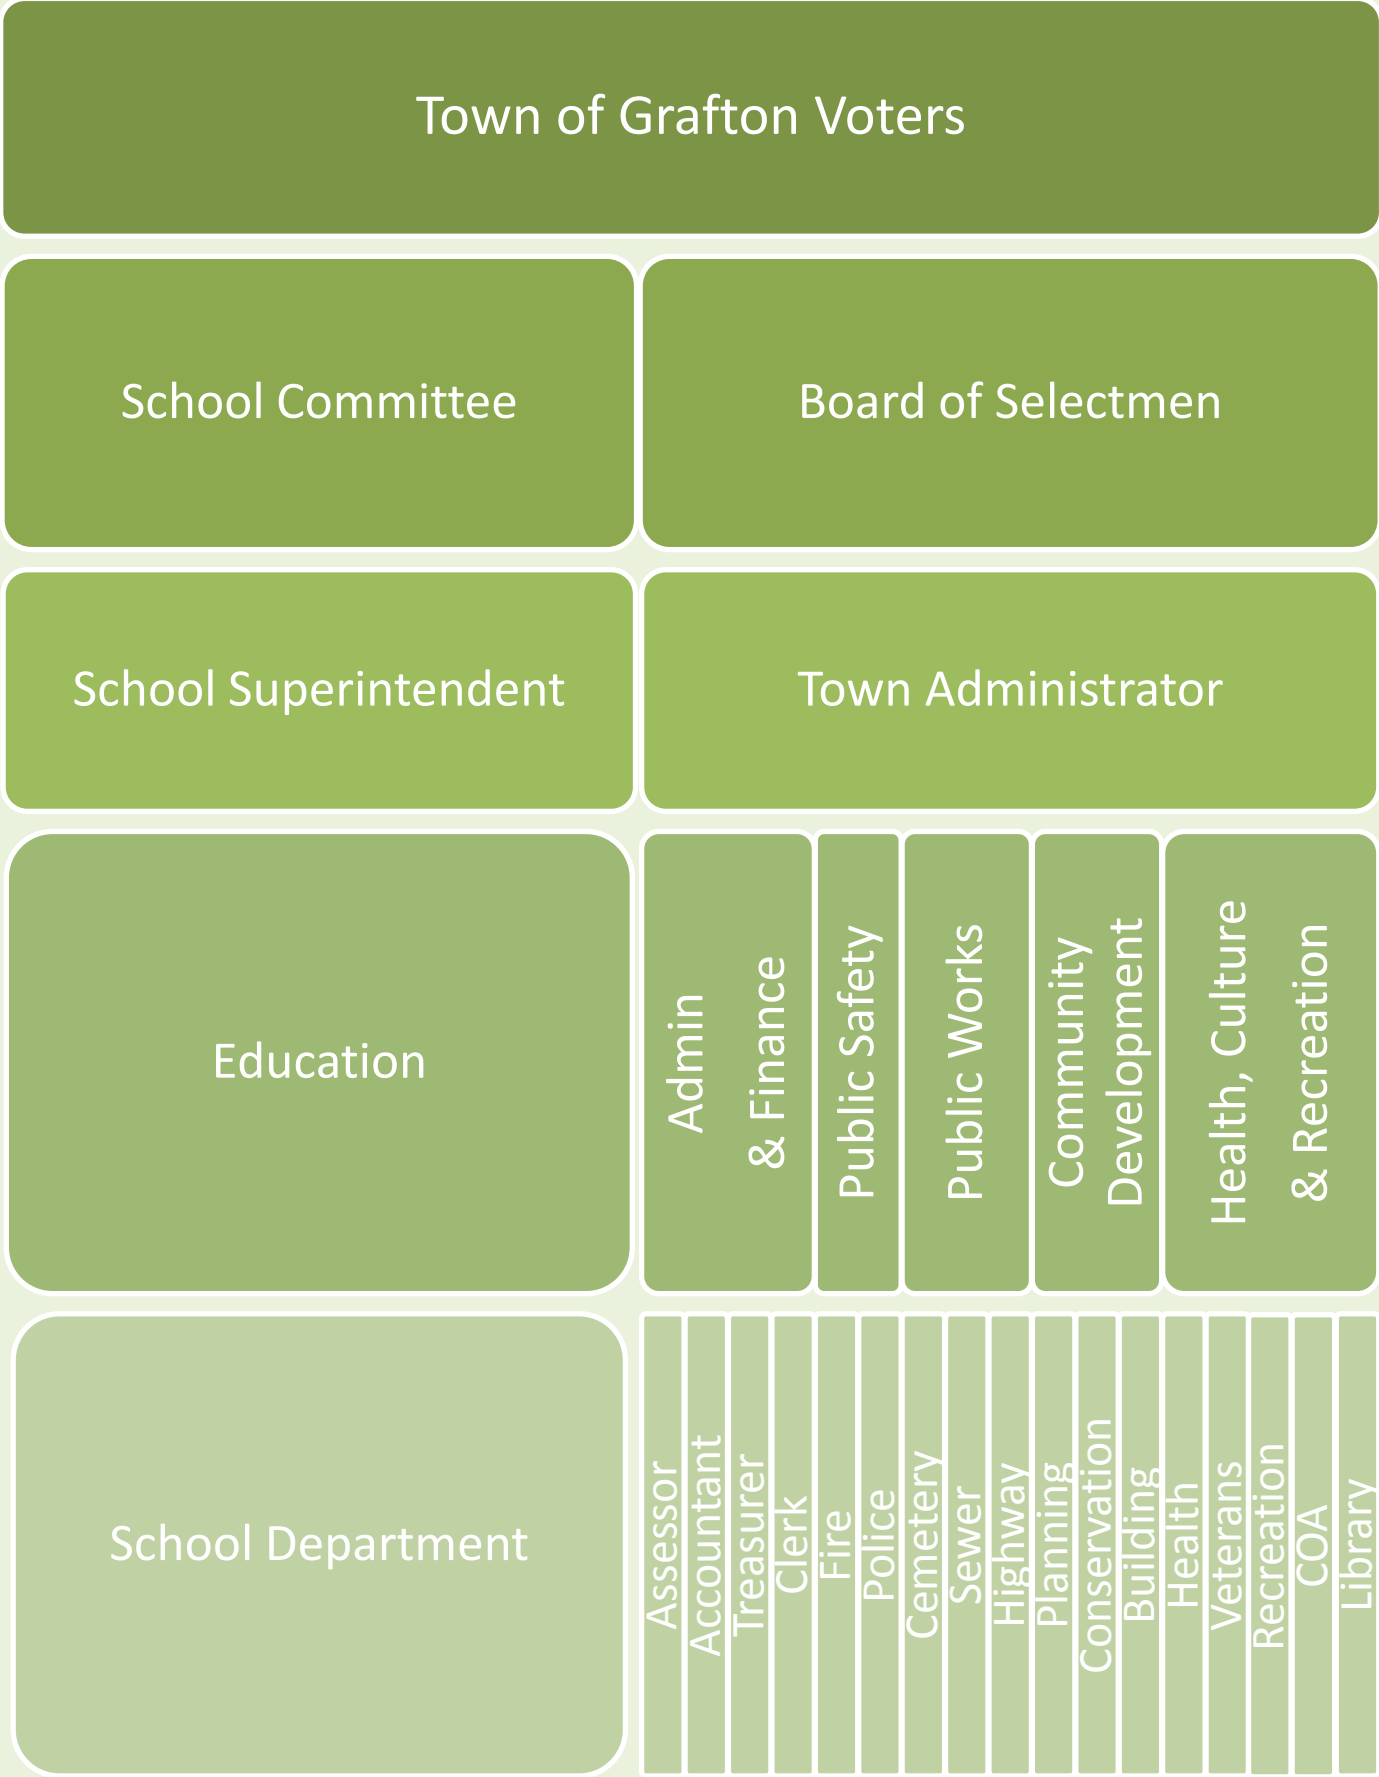 Town of Grafton Voters
School Committee
Board of Selectmen
School Superintendent
Town Administrator
Education
Admin
& Finance
Public Safety
Public Works
Community
Development
Health, Culture
& Recreation
School Department
Assessor
Accountant
Treasurer
Clerk
Fire
Police
Cemetery
Sewer
Highway
Planning
Conservation
Building
Health
Veterans
Recreation
COA
Library